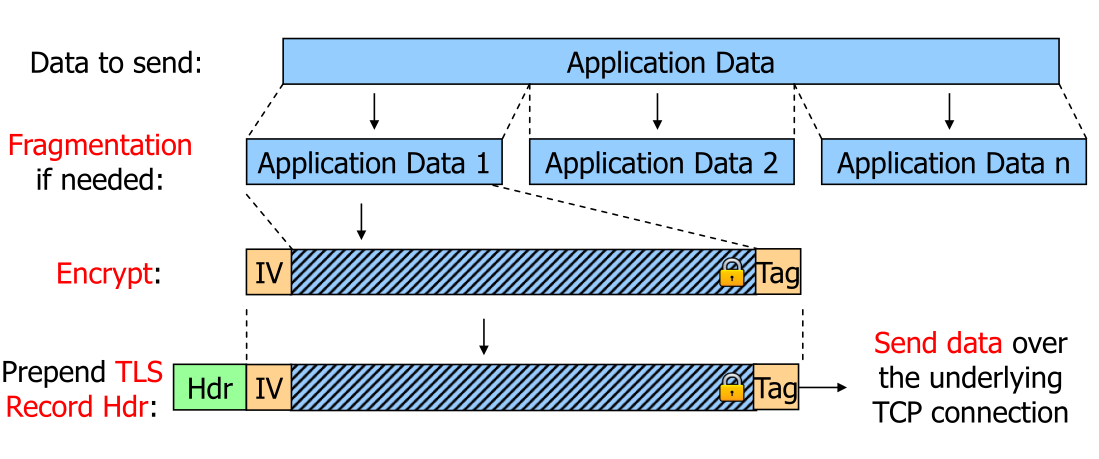 Data to send:
Application Data
Fragmentation
if needed:
Application Data 1
Application Data 2
Application Data n
Encrypt:
IV
Tag
Prepend TLS
Record Hdr:
Hdr
IV
Tag
Send data over
the underlying
TCP connection